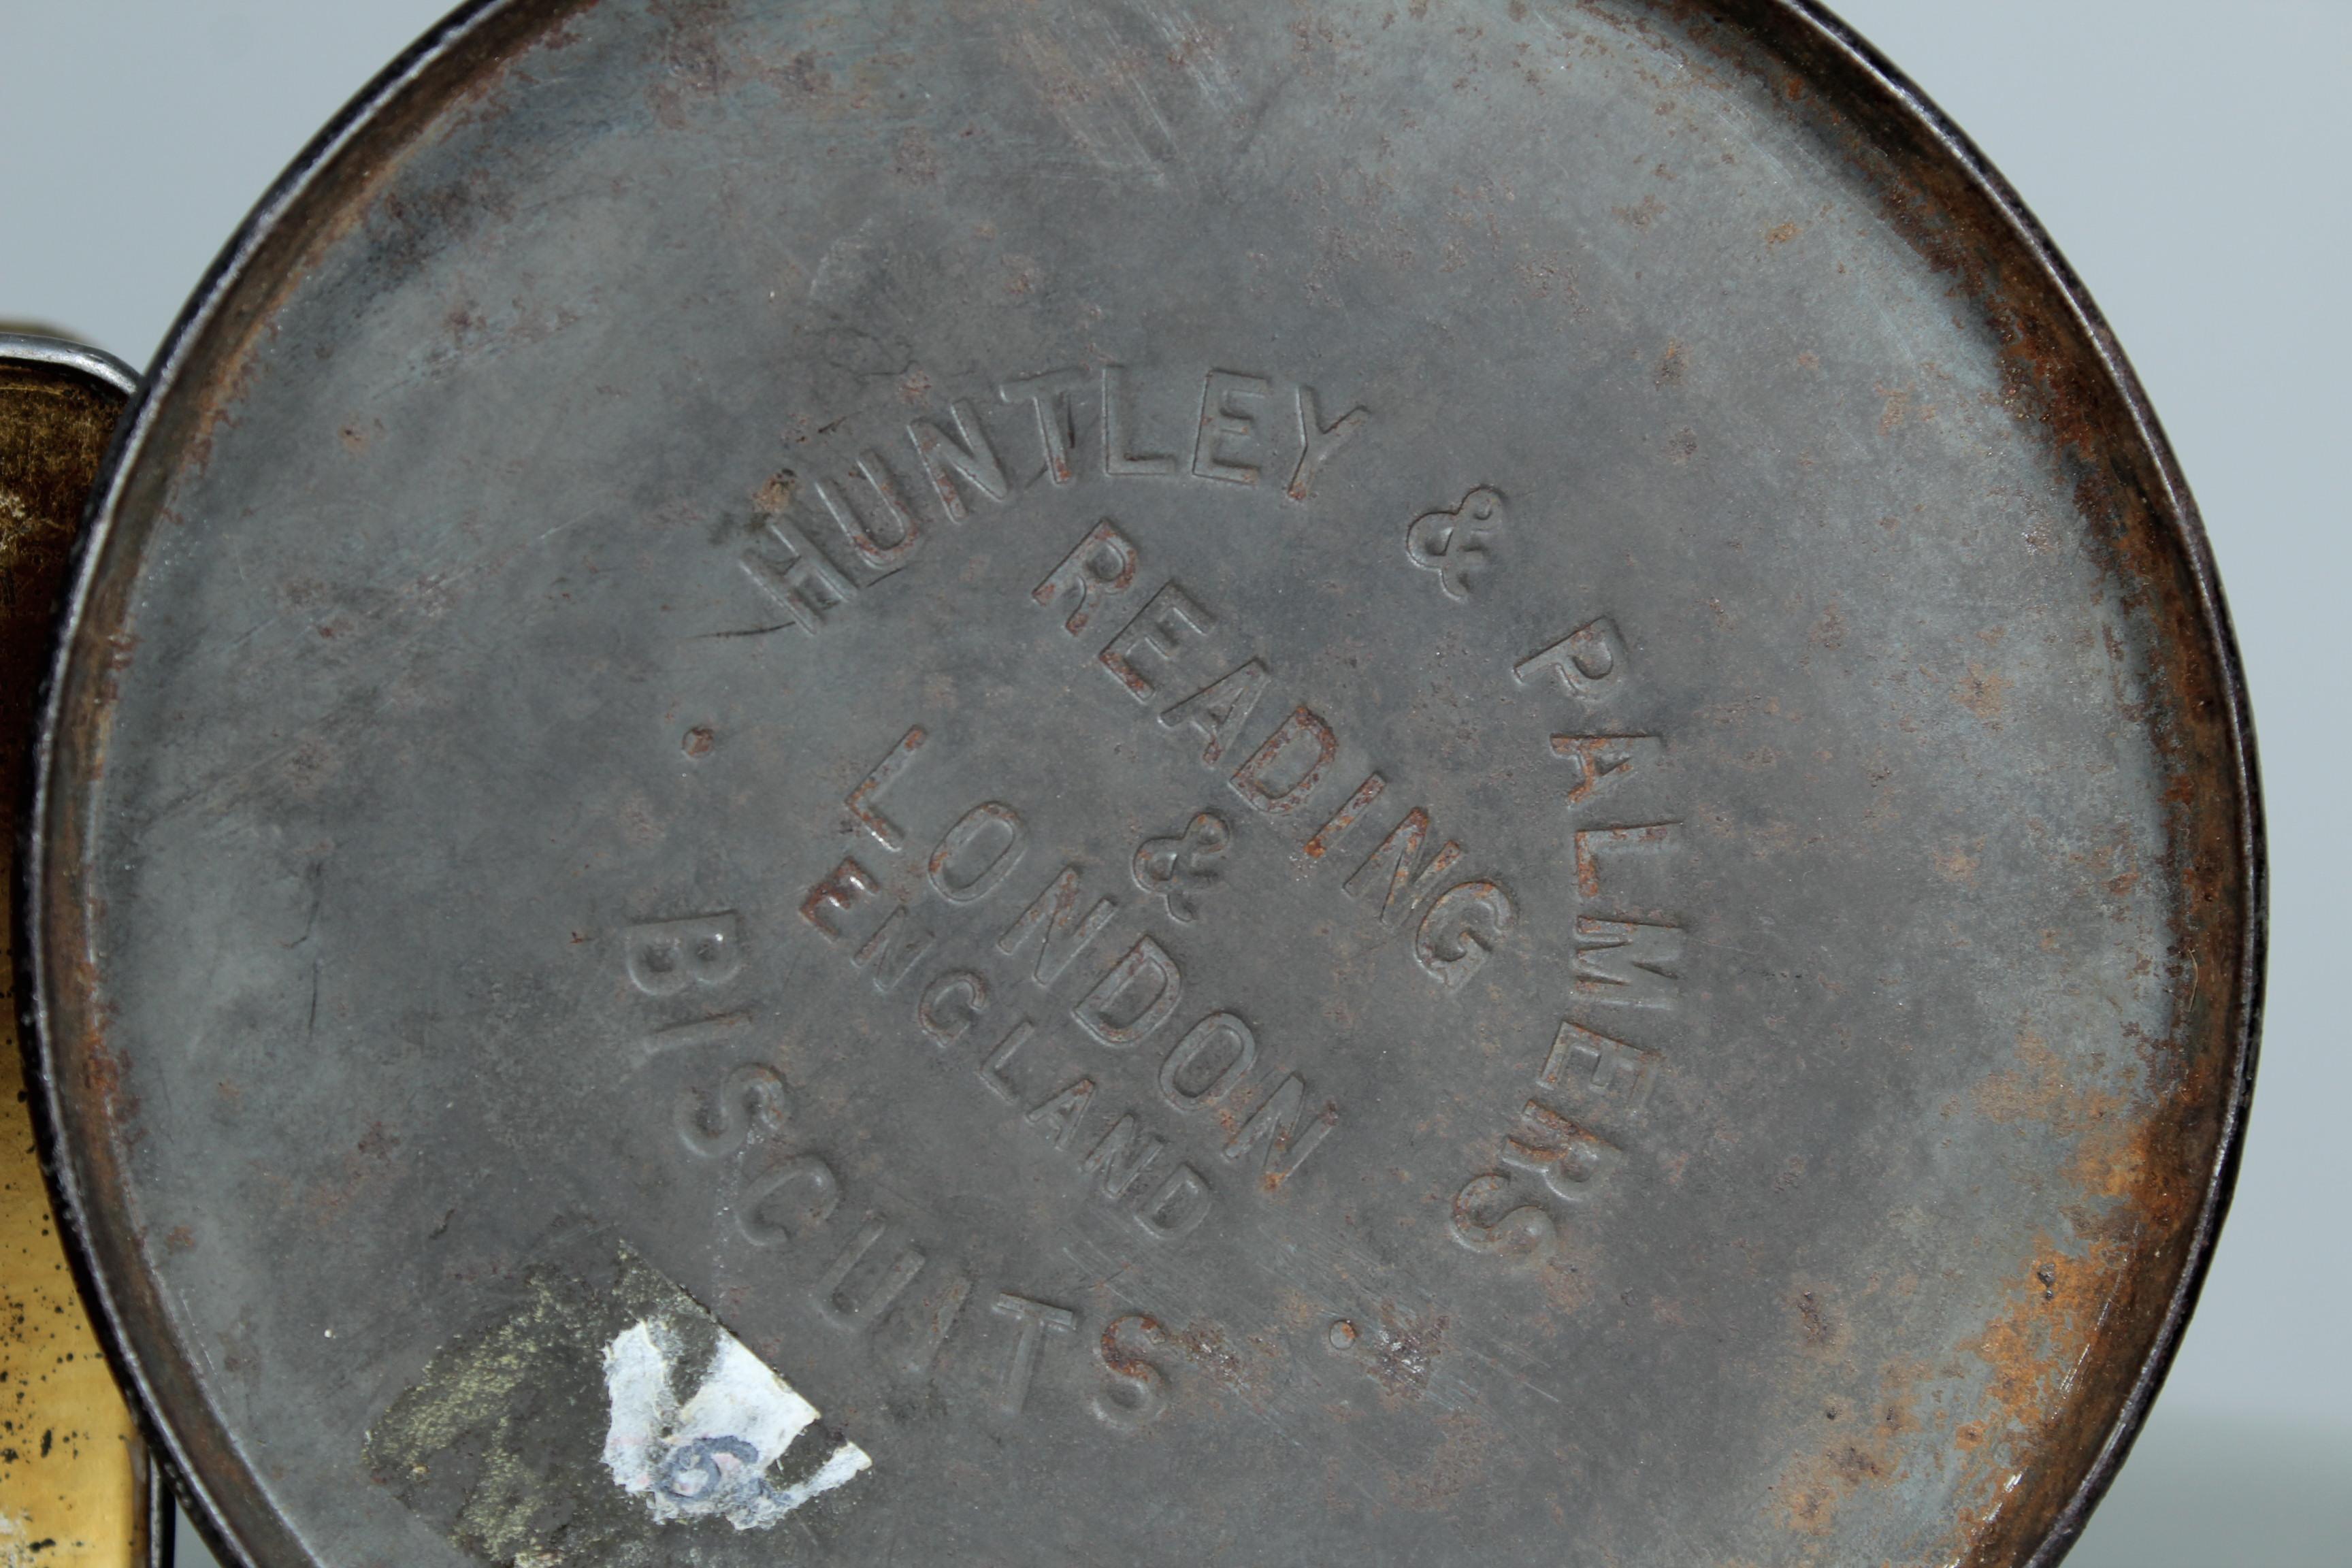 HUNTLEY & PALMERS
READING
&
LONDON
ENGLAND
BISCUITS